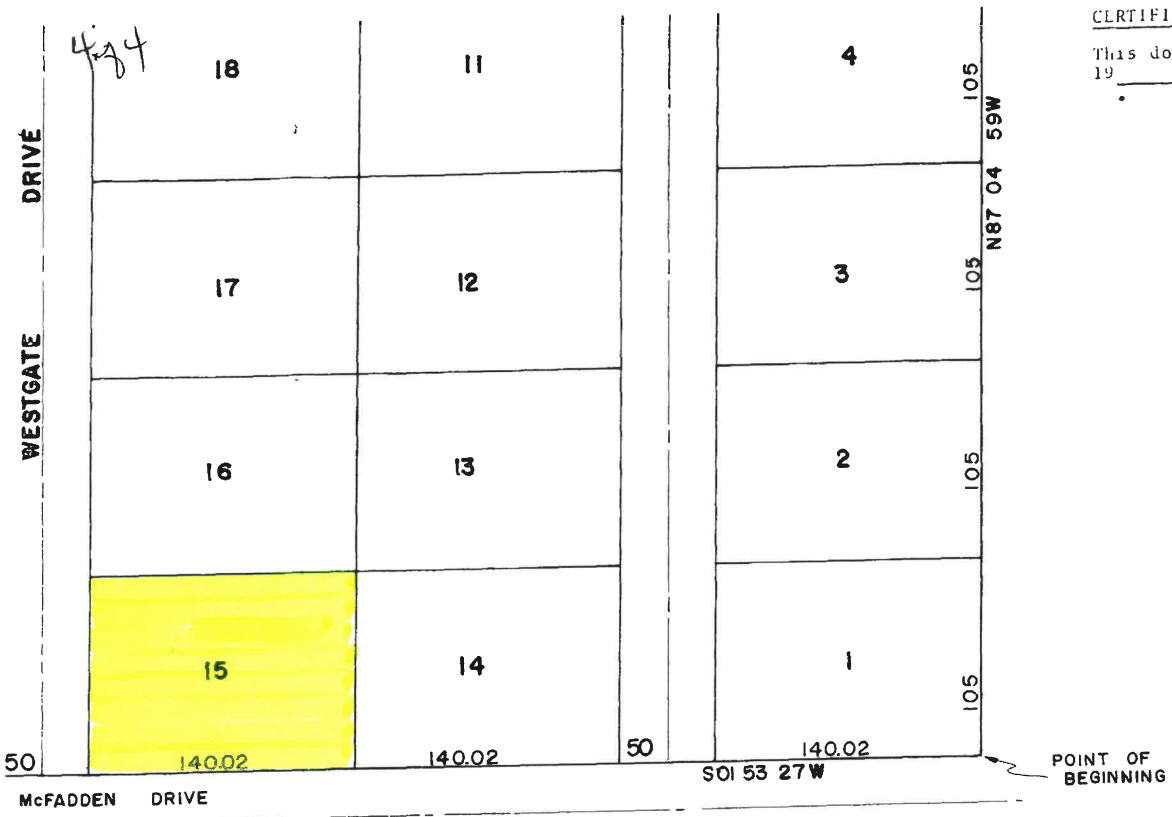 CERTIFI
This do
19
4 of 4
18
11
4
105
N87 04 59W
WESTGATE DRIVE
17
12
3
105
16
13
2
105
15
14
1
105
50
140.02
140.02
50
140.02
S01 53 27W
POINT OF
BEGINNING
McFADDEN DRIVE